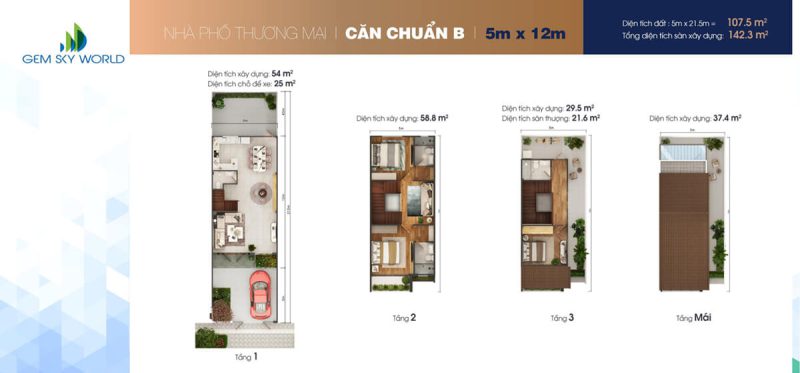 GEM SKY WORLD
NHÀ PHỐ THƯƠNG MẠI | CĂN CHUẨN B | 5m x 12m
Diện tích đất : 5m x 21.5m = 107.5 m²
Tổng diện tích sàn xây dựng: 142.3 m²
Diện tích xây dựng: 54 m²
Diện tích chỗ để xe: 25 m²
Tầng 1
Diện tích xây dựng: 58.8 m²
Tầng 2
Diện tích xây dựng: 29.5 m²
Diện tích sân thượng: 21.6 m²
Tầng 3
Diện tích xây dựng: 37.4 m²
Tầng Mái